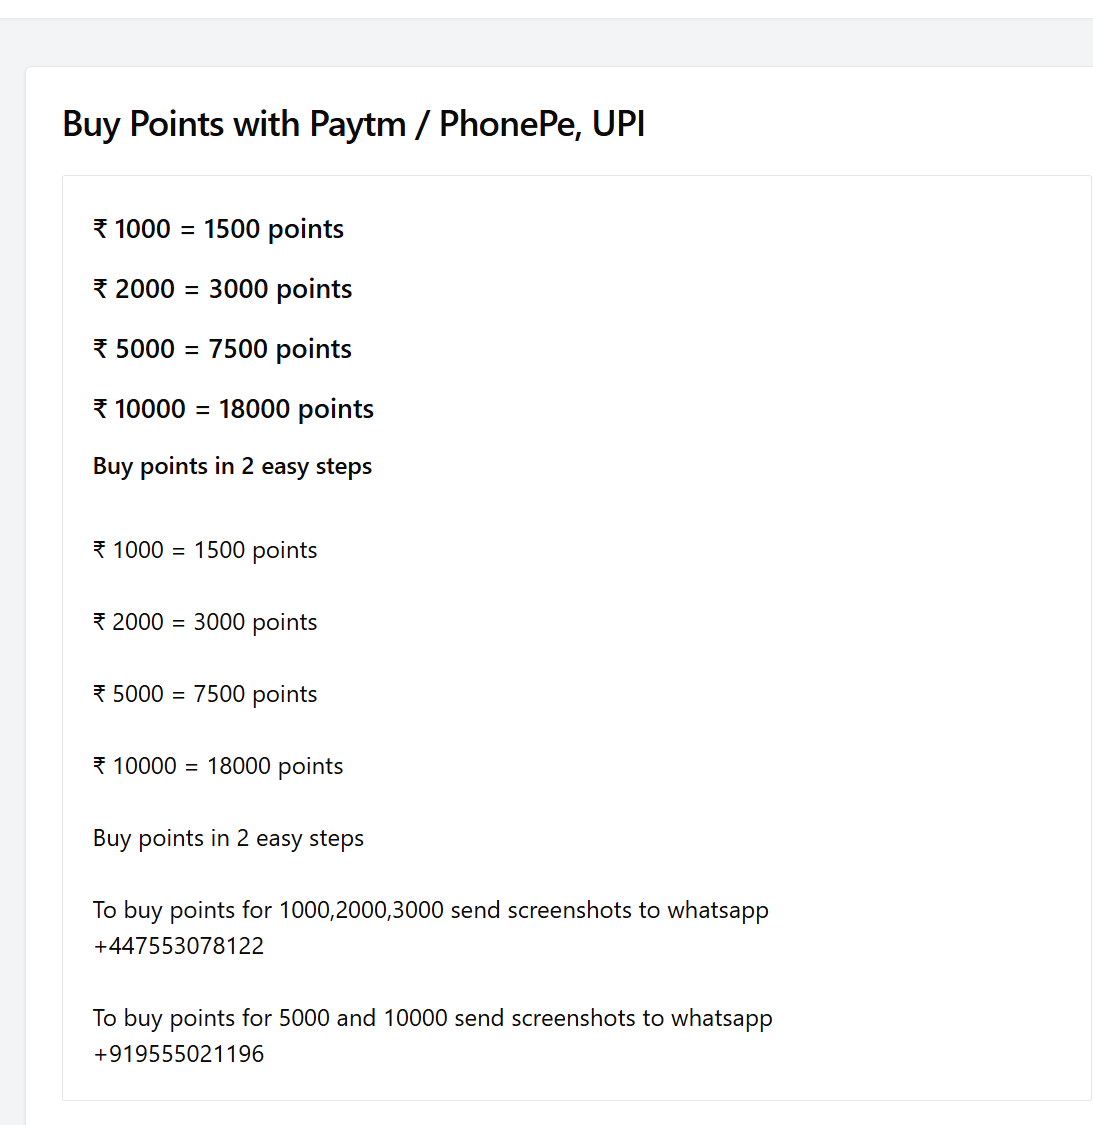 Buy Points with Paytm / PhonePe, UPI
₹ 1000 = 1500 points
₹ 2000 = 3000 points
₹ 5000 = 7500 points
₹ 10000 = 18000 points
Buy points in 2 easy steps
₹ 1000 = 1500 points
₹ 2000 = 3000 points
₹ 5000 = 7500 points
₹ 10000 = 18000 points
Buy points in 2 easy steps
To buy points for 1000,2000,3000 send screenshots to whatsapp
+447553078122
To buy points for 5000 and 10000 send screenshots to whatsapp
+919555021196